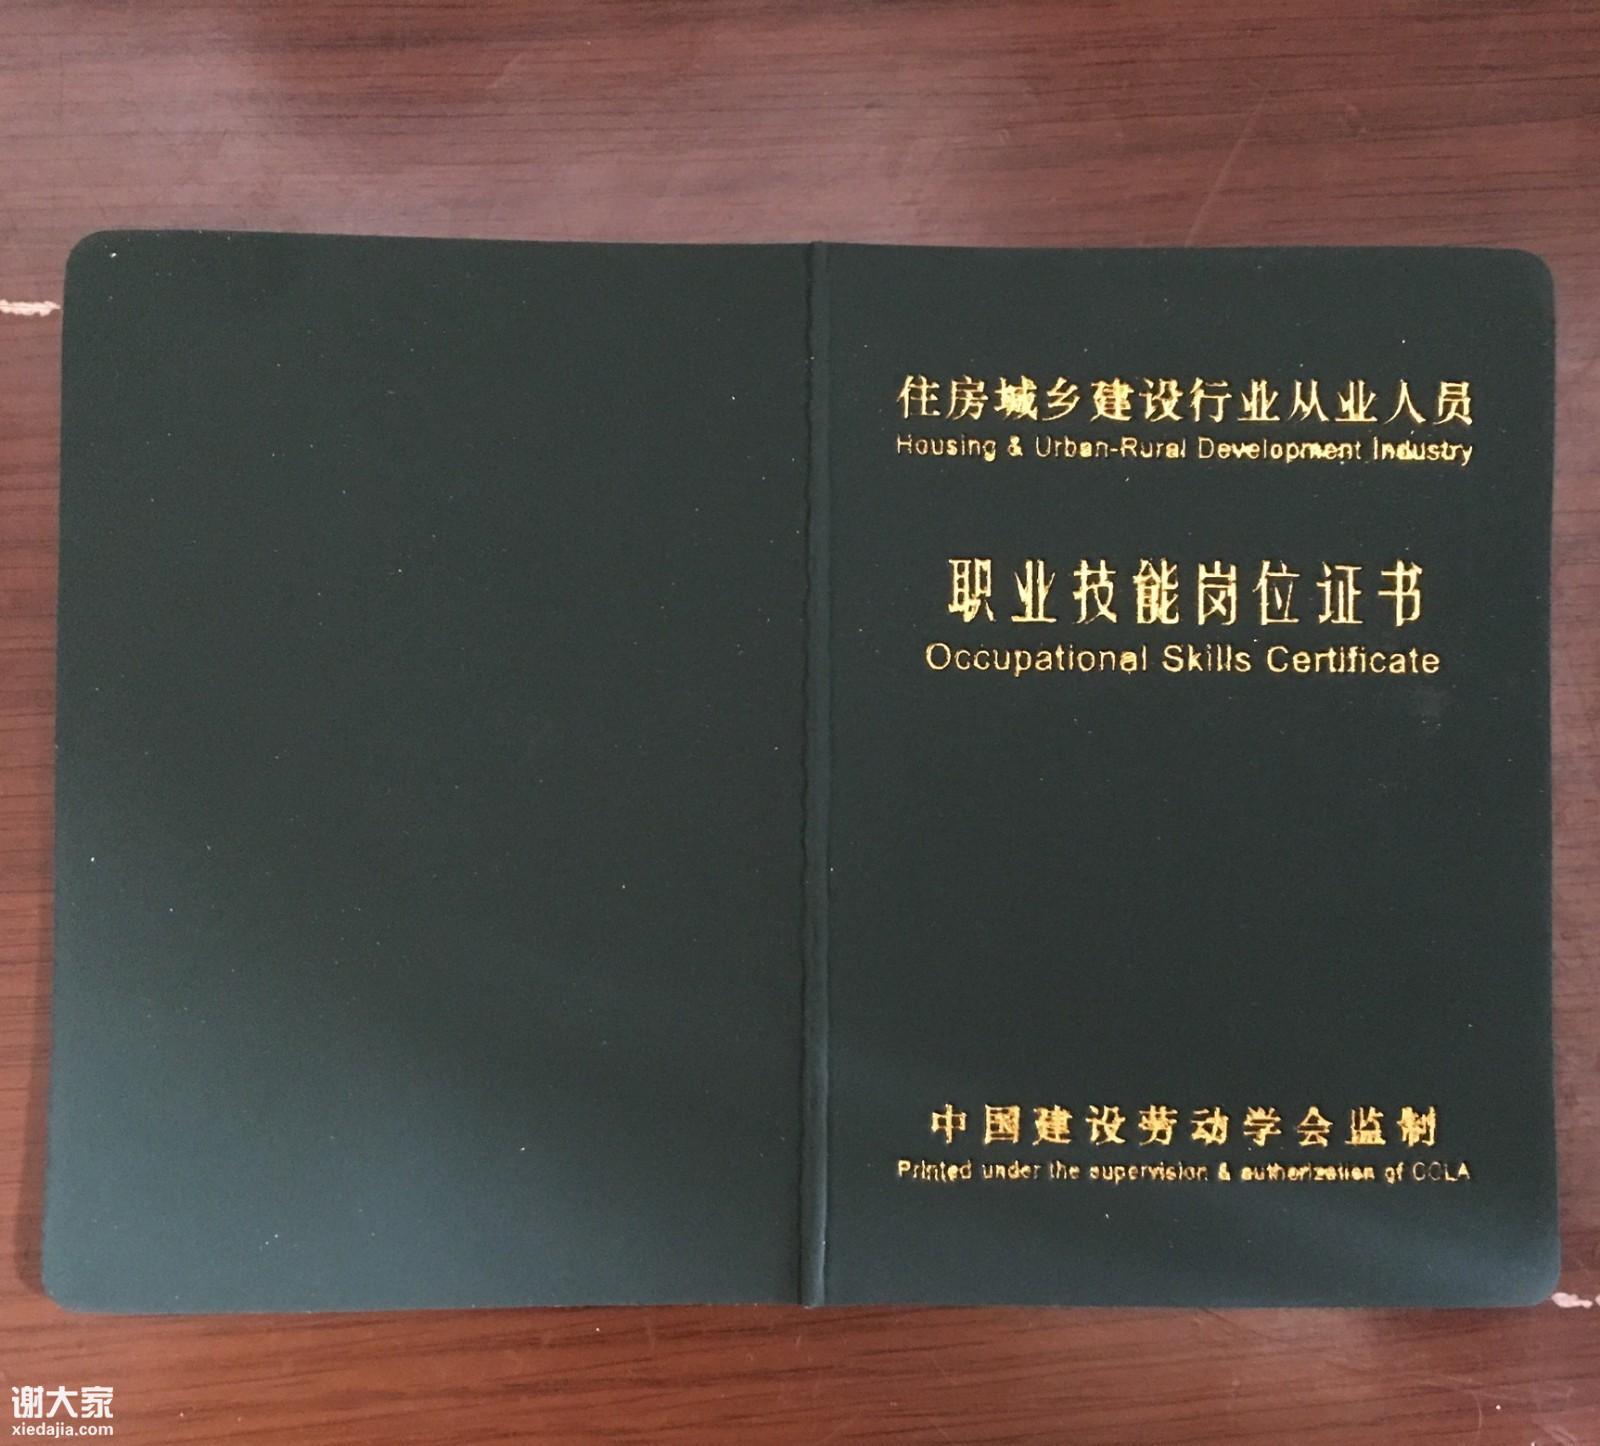 住房城乡建设行业从业人员
Housing & Urban-Rural Development Industry
职业技能岗位证书
Occupational Skills Certificate
中国建设劳动学会监制
Printed under the supervision & authorization of CCLA
谢大家
xiedajia.com